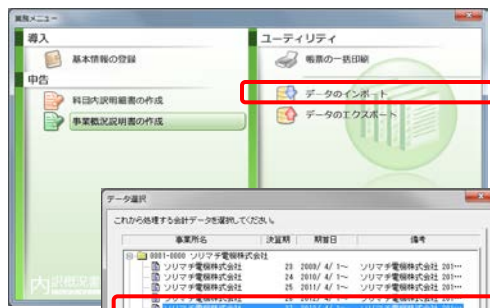 業務メニュー
導入
基本情報の登録
申告
科目内訳明細書の作成
事業概況説明書の作成
ユーティリティ
帳票の一括印刷
データのインポート
データのエクスポート
内訳概況書
データ選択
これから処理する会計データを選択してください。
事業所名 決算期 期首日 備考
0001-0000 ソリマチ電機株式会社
ソリマチ電機株式会社 23 2009/ 4/ 1～ ソリマチ電機株式会社 201…
ソリマチ電機株式会社 24 2010/ 4/ 1～ ソリマチ電機株式会社 201…
ソリマチ電機株式会社 25 2011/ 4/ 1～ ソリマチ電機株式会社 201…